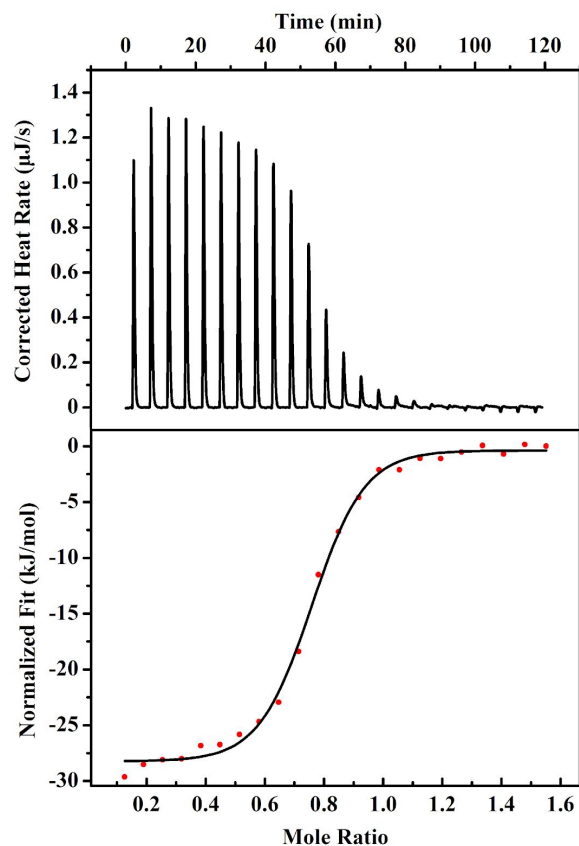 Time (min)
0 20 40 60 80 100 120
Corrected Heat Rate (µJ/s)
1.4
1.2
1.0
0.8
0.6
0.4
0.2
0
Normalized Fit (kJ/mol)
0
-5
-10
-15
-20
-25
-30
0.2 0.4 0.6 0.8 1.0 1.2 1.4 1.6
Mole Ratio